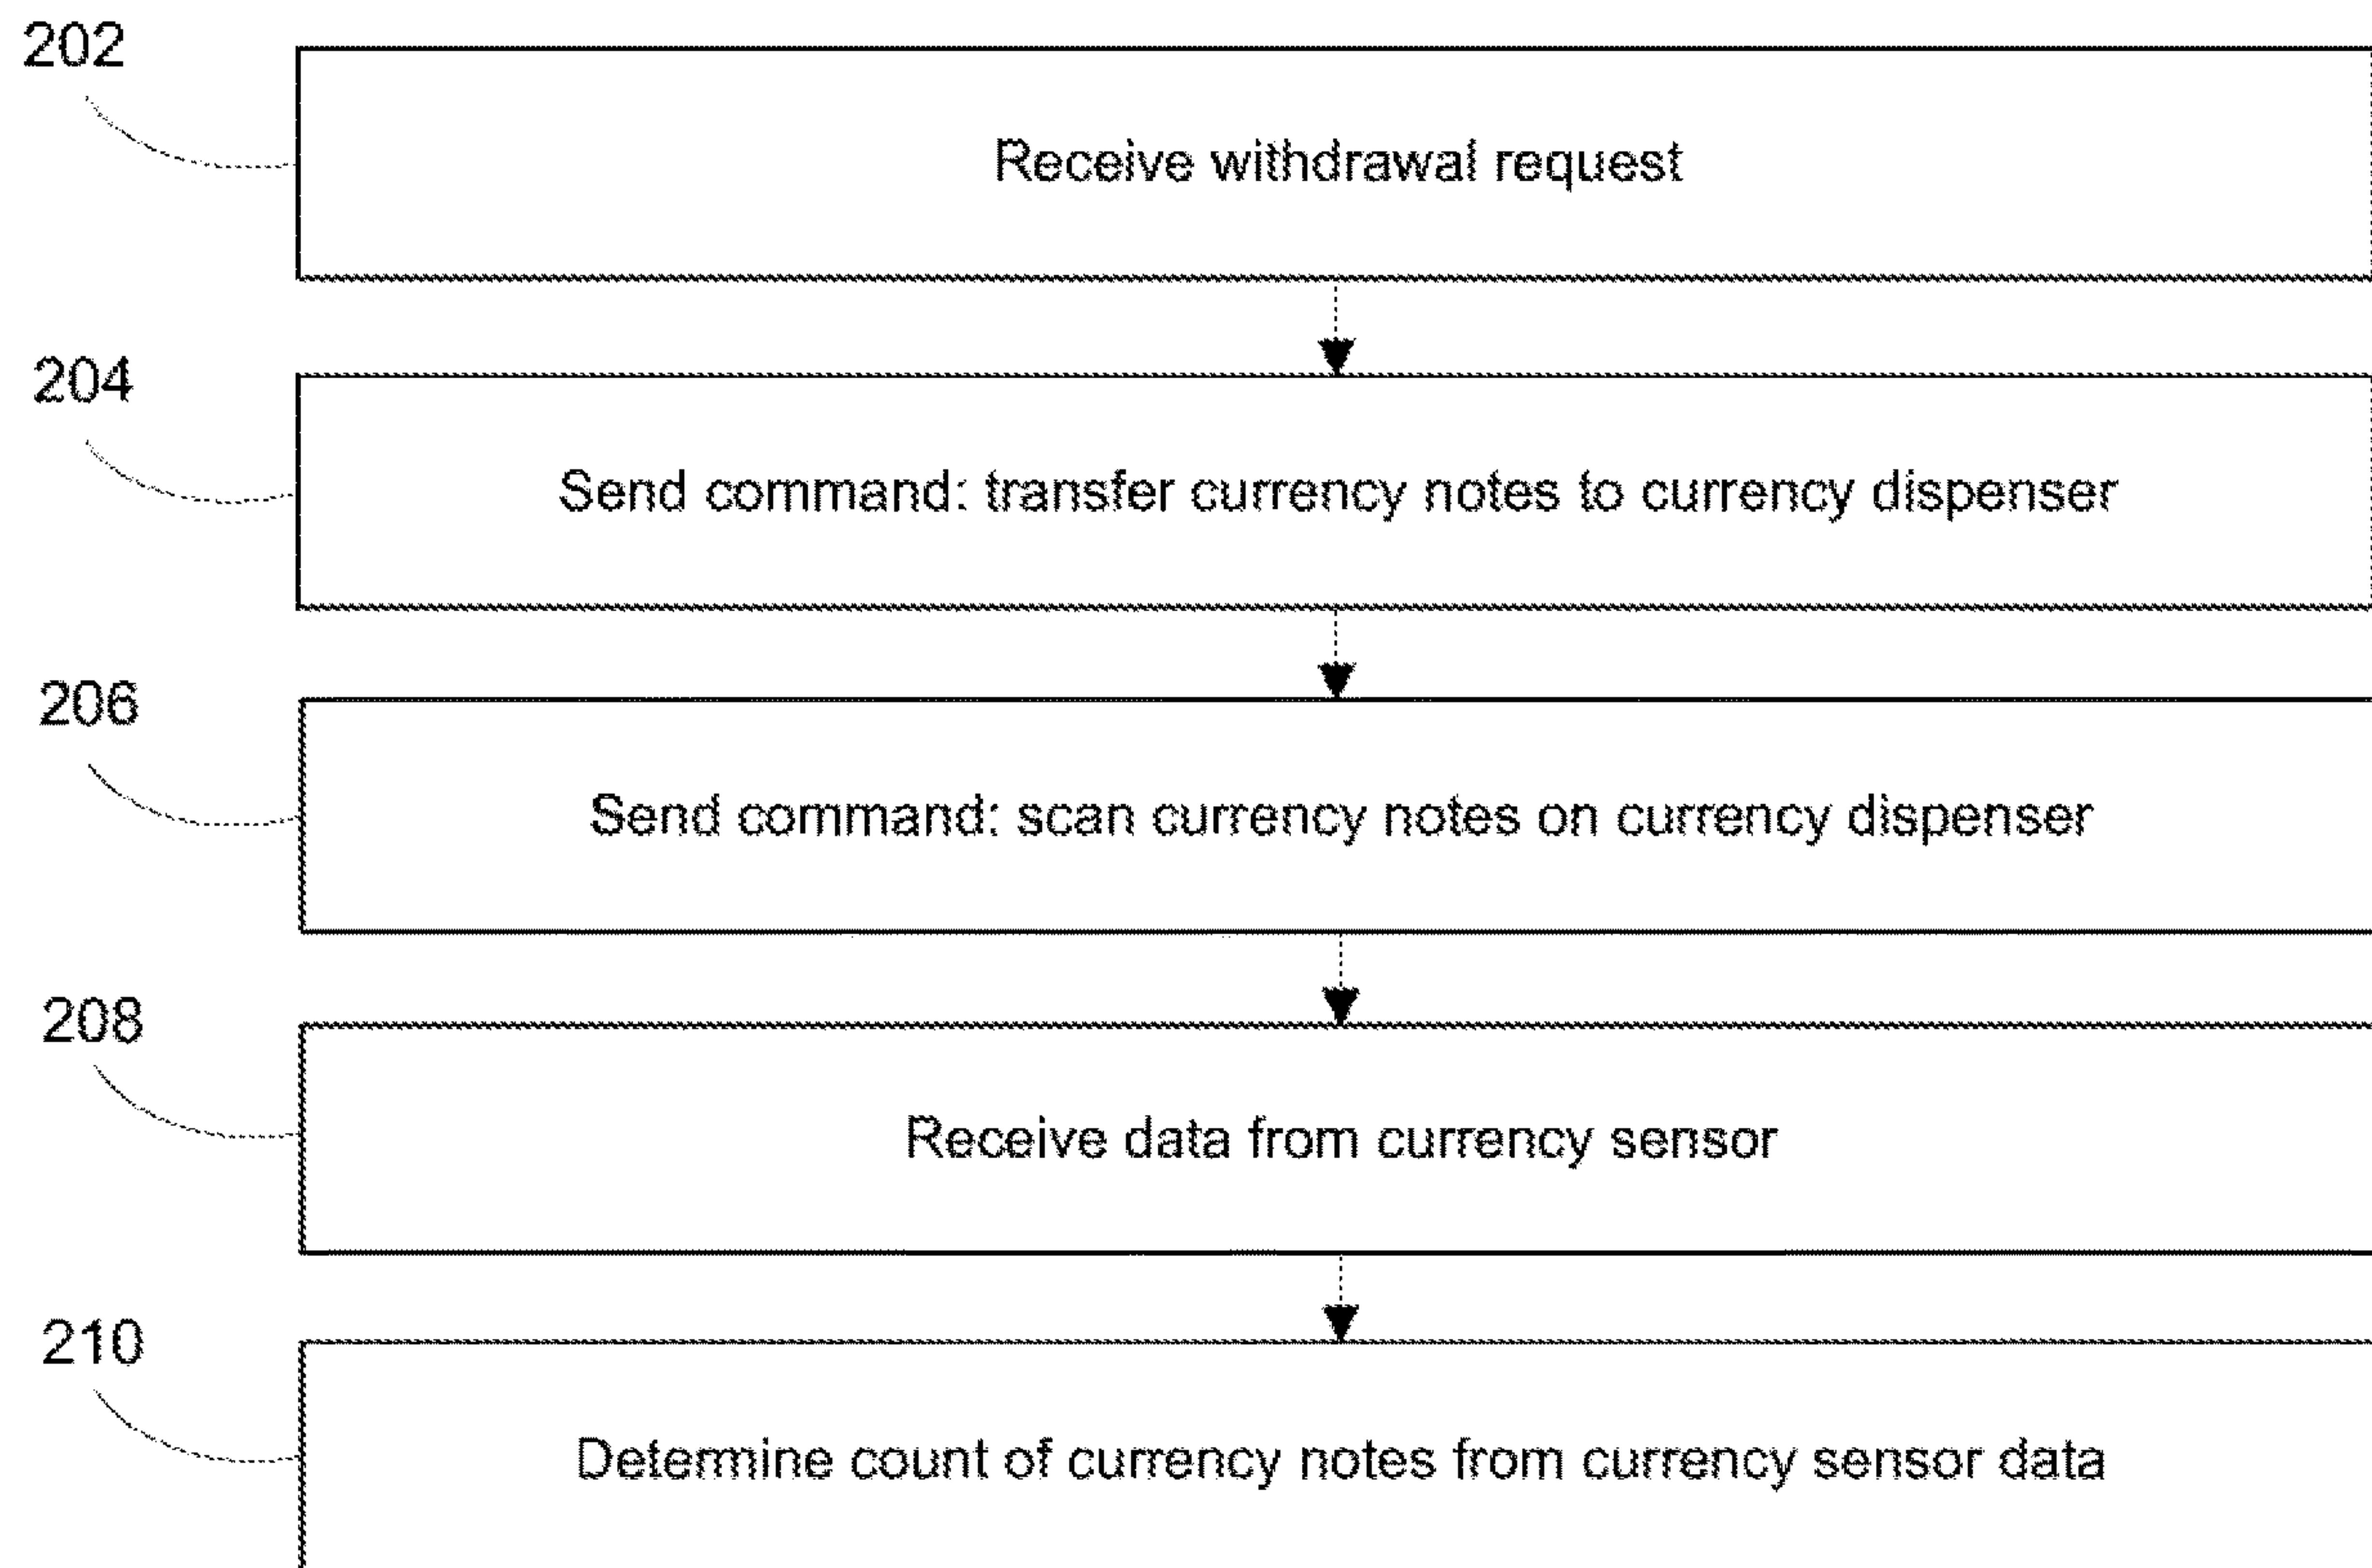 202
Receive withdrawal request
204
Send command: transfer currency notes to currency dispenser
206
Send command: scan currency notes on currency dispenser
208
Receive data from currency sensor
210
Determine count of currency notes from currency sensor data